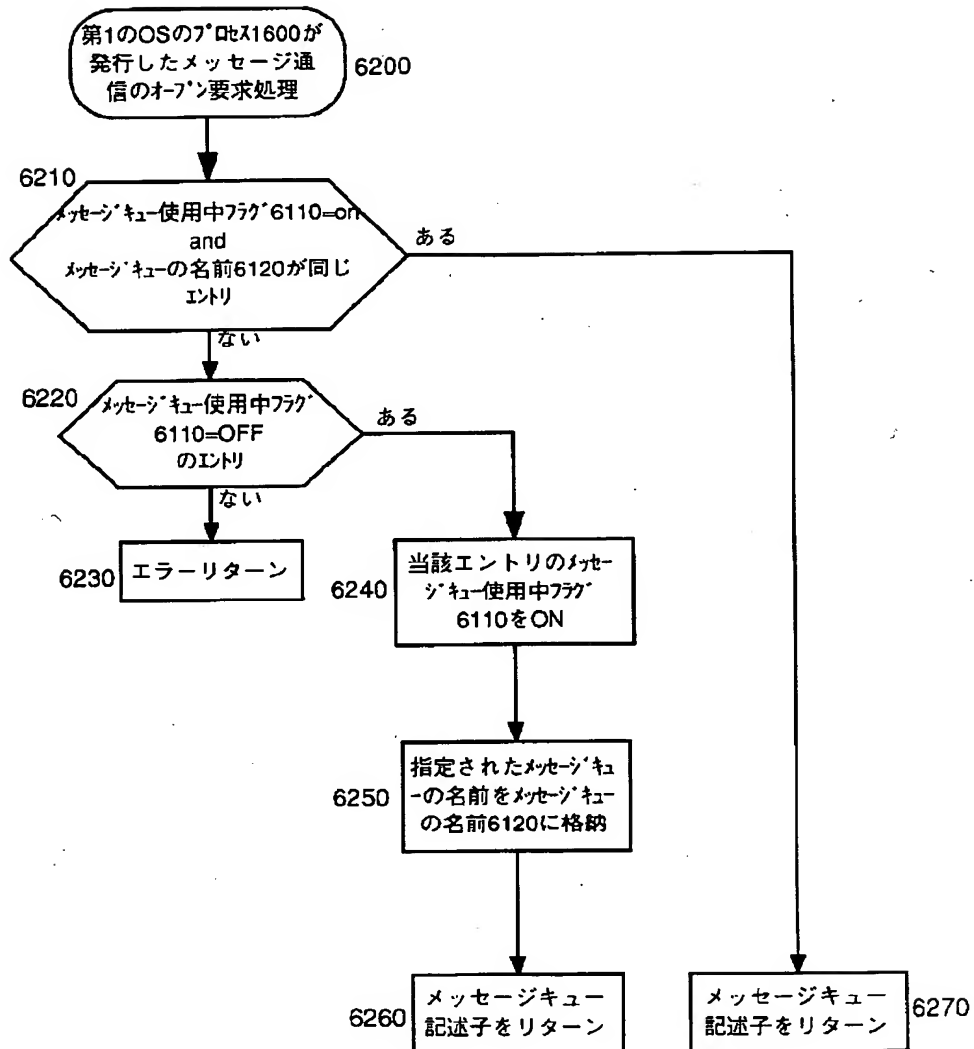 第1のOSのプロセス1600が
発行したメッセージ通
信のオープン要求処理
6200
6210
メッセージキュー使用中フラグ6110=on
and
メッセージキューの名前6120が同じ
エントリ
ある
ない
6220
メッセージキュー使用中フラグ
6110=OFF
のエントリ
ある
ない
6230
エラーリターン
6240
当該エントリのメッセー
ジキュー使用中フラグ
6110をON
6250
指定されたメッセージキュ
ーの名前をメッセージキュー
の名前6120に格納
6260
メッセージキュー
記述子をリターン
メッセージキュー
記述子をリターン
6270